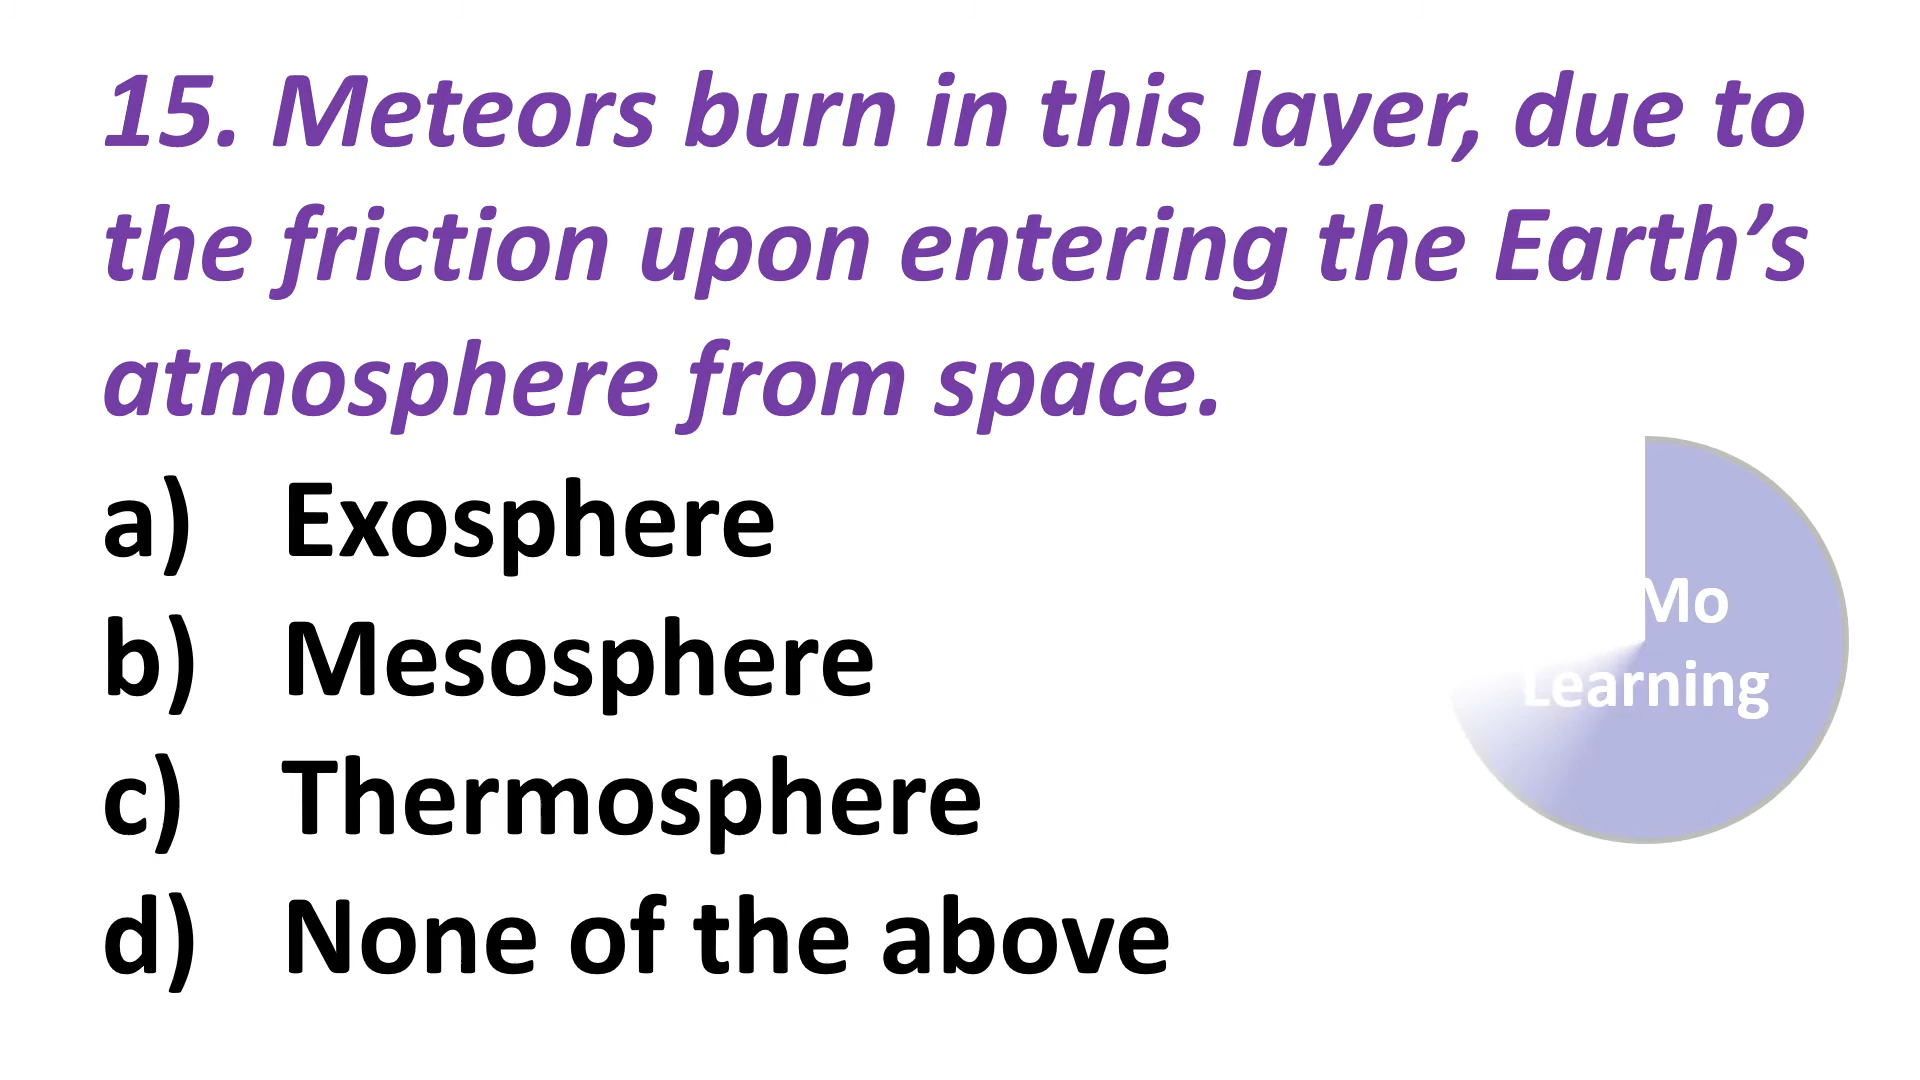 15. Meteors burn in this layer, due to
the friction upon entering the Earth’s
atmosphere from space.
a) Exosphere
b) Mesosphere
c) Thermosphere
d) None of the above
Mo
Learning